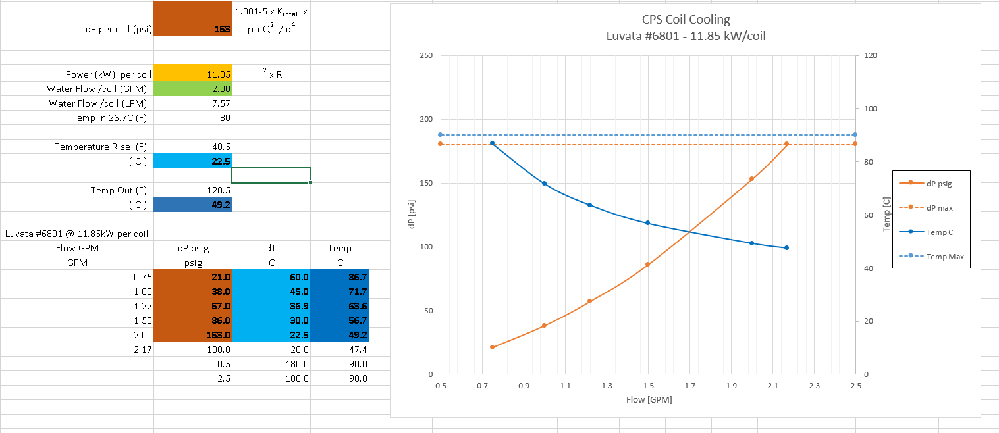 1.801-5 x Ktotal x
dP per coil (psi) 153 ρ x Q² / d⁴
Power (kW) per coil 11.85 I² x R
Water Flow /coil (GPM) 2.00
Water Flow /coil (LPM) 7.57
Temp In 26.7C (F) 80
Temperature Rise (F) 40.5
( C ) 22.5
Temp Out (F) 120.5
( C ) 49.2
Luvata #6801 @ 11.85kW per coil
Flow GPM dP psig dT Temp
GPM psig C C
0.75 21.0 60.0 86.7
1.00 38.0 45.0 71.7
1.22 57.0 36.9 63.6
1.50 86.0 30.0 56.7
2.00 153.0 22.5 49.2
2.17 180.0 20.8 47.4
0.5 180.0 90.0
2.5 180.0 90.0
CPS Coil Cooling
Luvata #6801 - 11.85 kW/coil
250
200
150
100
50
0
dP [psi]
120
100
80
60
40
20
0
Temp [C]
0.5 0.7 0.9 1.1 1.3 1.5 1.7 1.9 2.1 2.3 2.5
Flow [GPM]
dP psig
dP max
Temp C
Temp Max